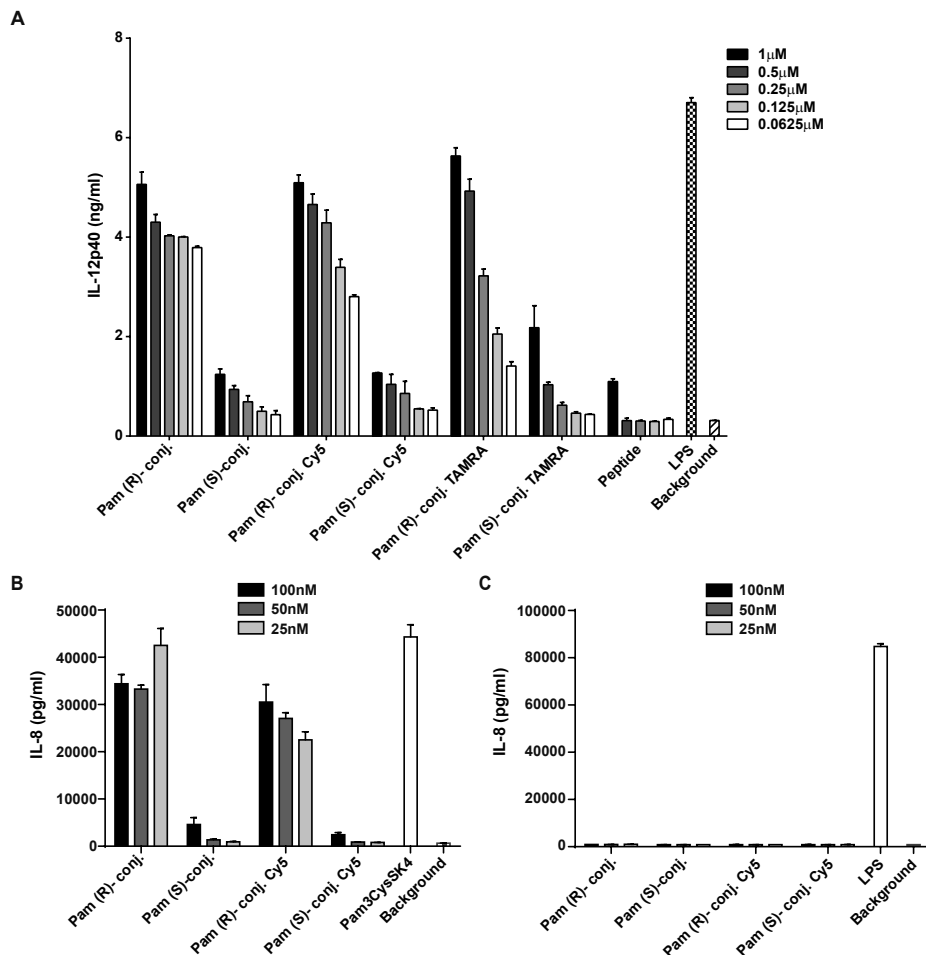 A
8
6
4
2
0
IL-12p40 (ng/ml)
1μM
0.5μM
0.25μM
0.125μM
0.0625μM
Pam (R)- conj.
Pam (S)-conj.
Pam (R)- conj. Cy5
Pam (S)- conj. Cy5
Pam (R)- conj. TAMRA
Pam (S)- conj. TAMRA
Peptide
LPS
Background
B
50000
40000
30000
20000
10000
0
IL-8 (pg/ml)
100nM
50nM
25nM
Pam (R)- conj.
Pam (S)-conj.
Pam (R)- conj. Cy5
Pam (S)- conj. Cy5
Pam3CysSK4
Background
C
100000
80000
60000
40000
20000
0
IL-8 (pg/ml)
100nM
50nM
25nM
Pam (R)- conj.
Pam (S)-conj.
Pam (R)- conj. Cy5
Pam (S)- conj. Cy5
LPS
Background